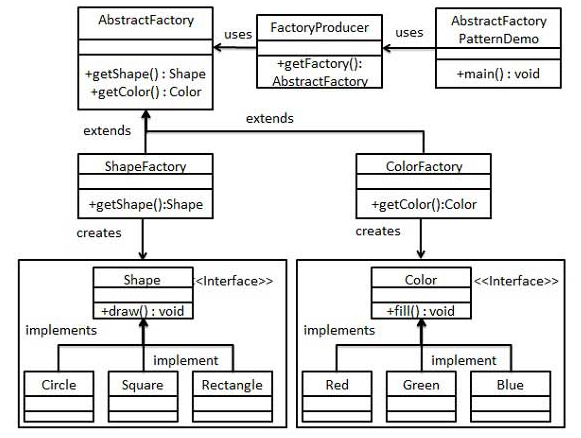 AbstractFactory
+getShape() : Shape
+getColor() : Color
uses
FactoryProducer
+getFactory():
AbstractFactory
uses
AbstractFactory
PatternDemo
+main() : void
extends
extends
ShapeFactory
+getShape():Shape
ColorFactory
+getColor():Color
creates
creates
Shape
<<Interface>>
+draw() : void
Color
<<Interface>>
+fill() : void
implements
implement
implements
implement
Circle
Square
Rectangle
Red
Green
Blue